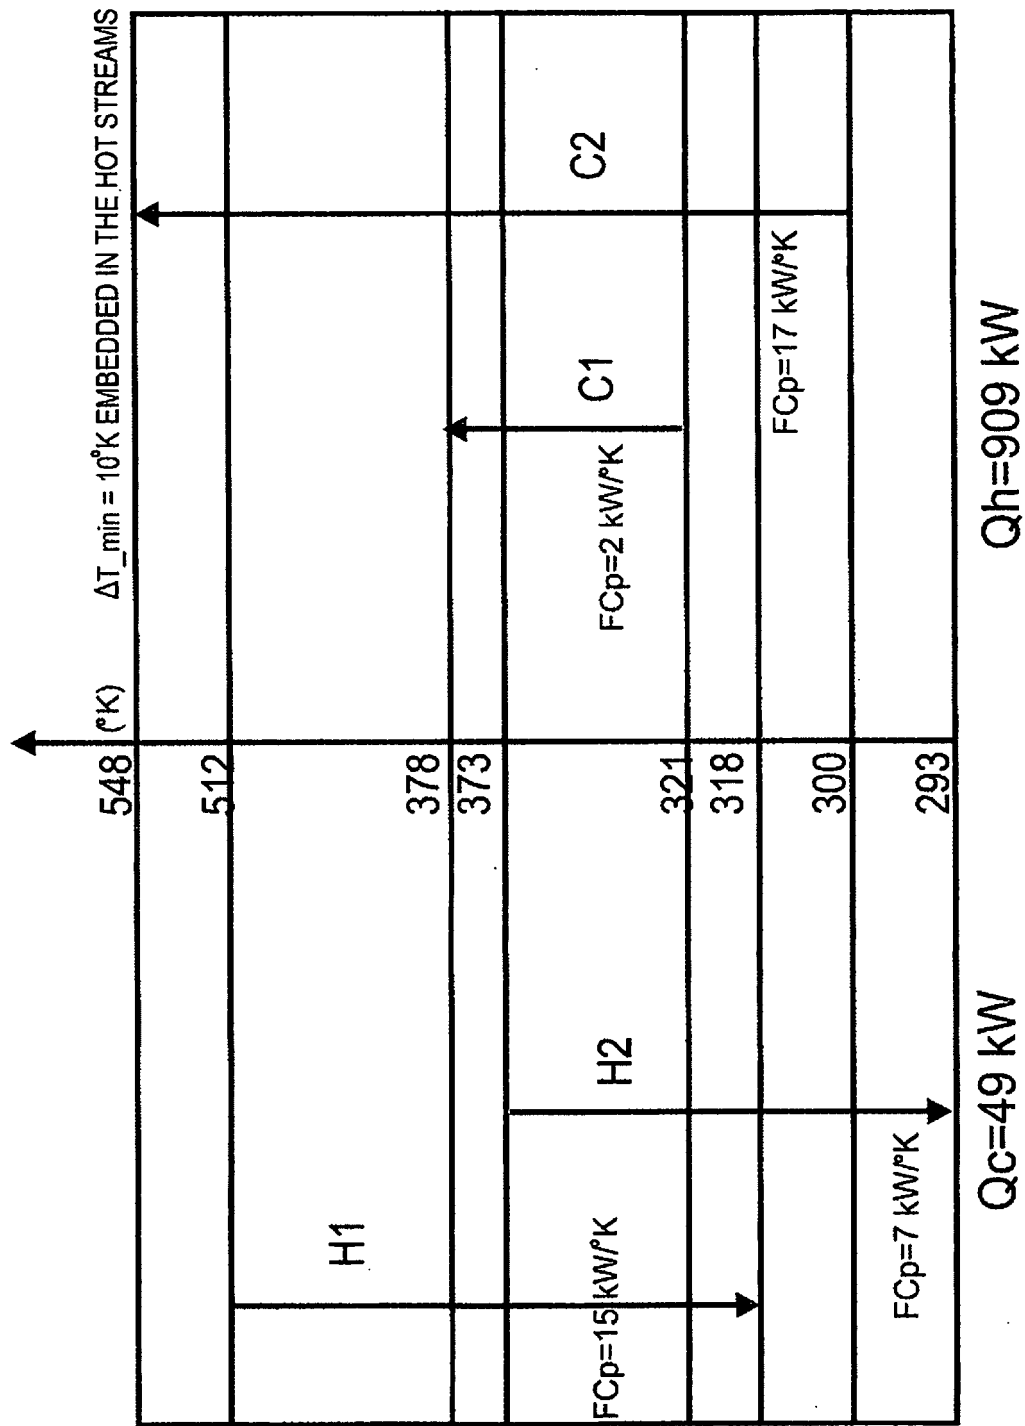 (°K)
ΔT_min = 10°K EMBEDDED IN THE HOT STREAMS
548
512
378
373
321
318
300
293
H1
FCp=15 kW/°K
H2
FCp=7 kW/°K
C1
FCp=2 kW/°K
C2
FCp=17 kW/°K
Qc=49 kW
Qh=909 kW